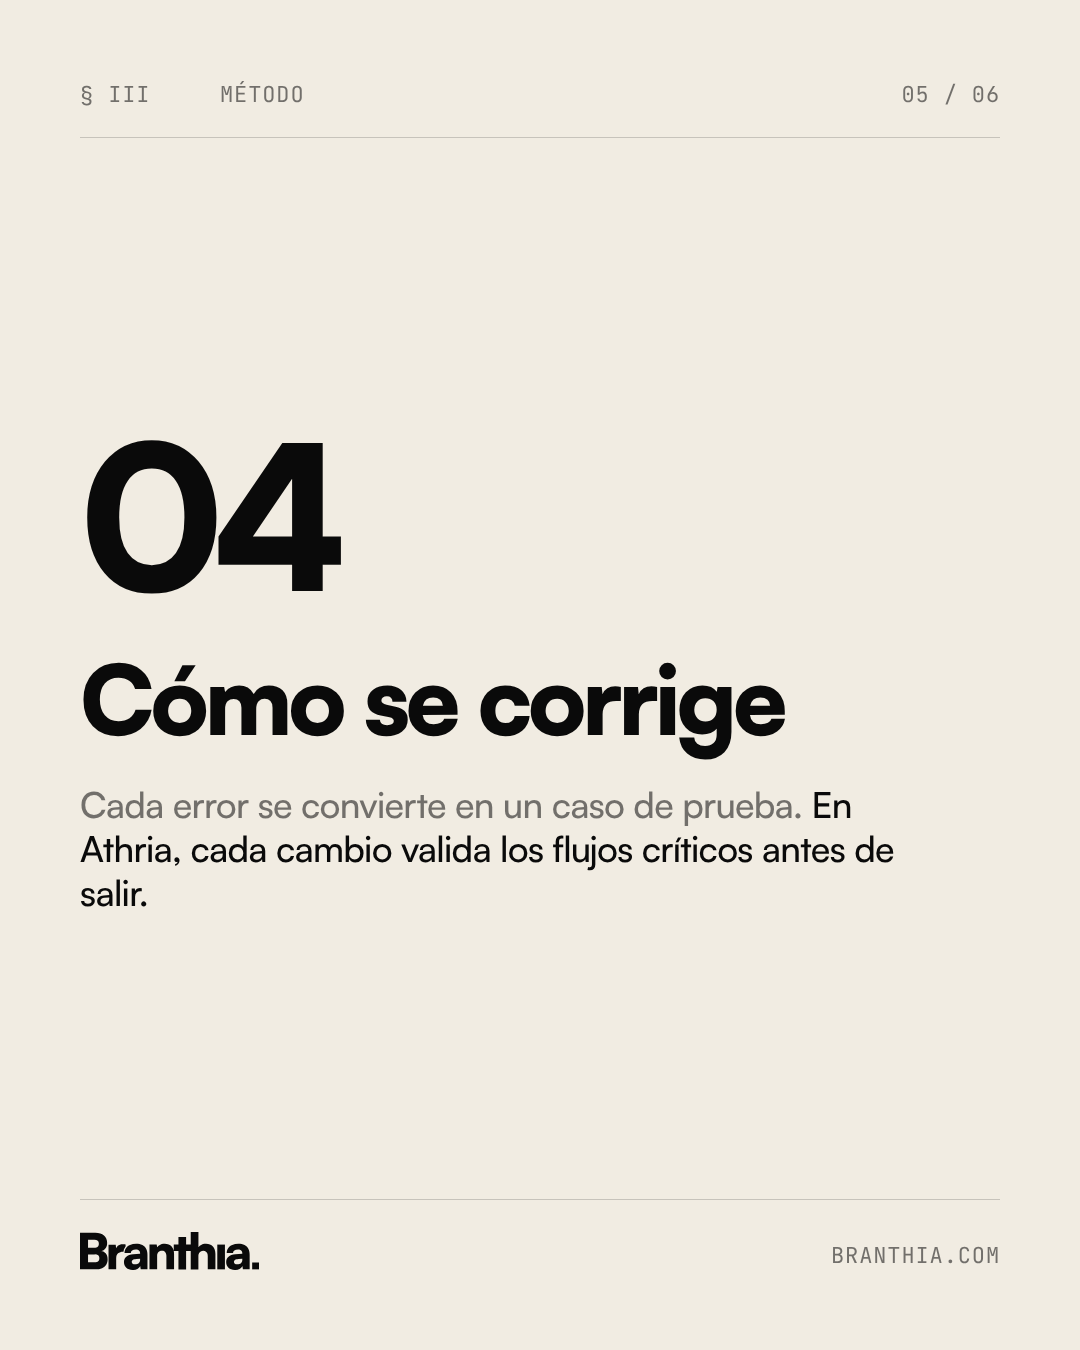 § III MÉTODO 05 / 06
04
Cómo se corrige
Cada error se convierte en un caso de prueba. En
Athria, cada cambio valida los flujos críticos antes de
salir.
Branthıa.
BRANTHIA.COM